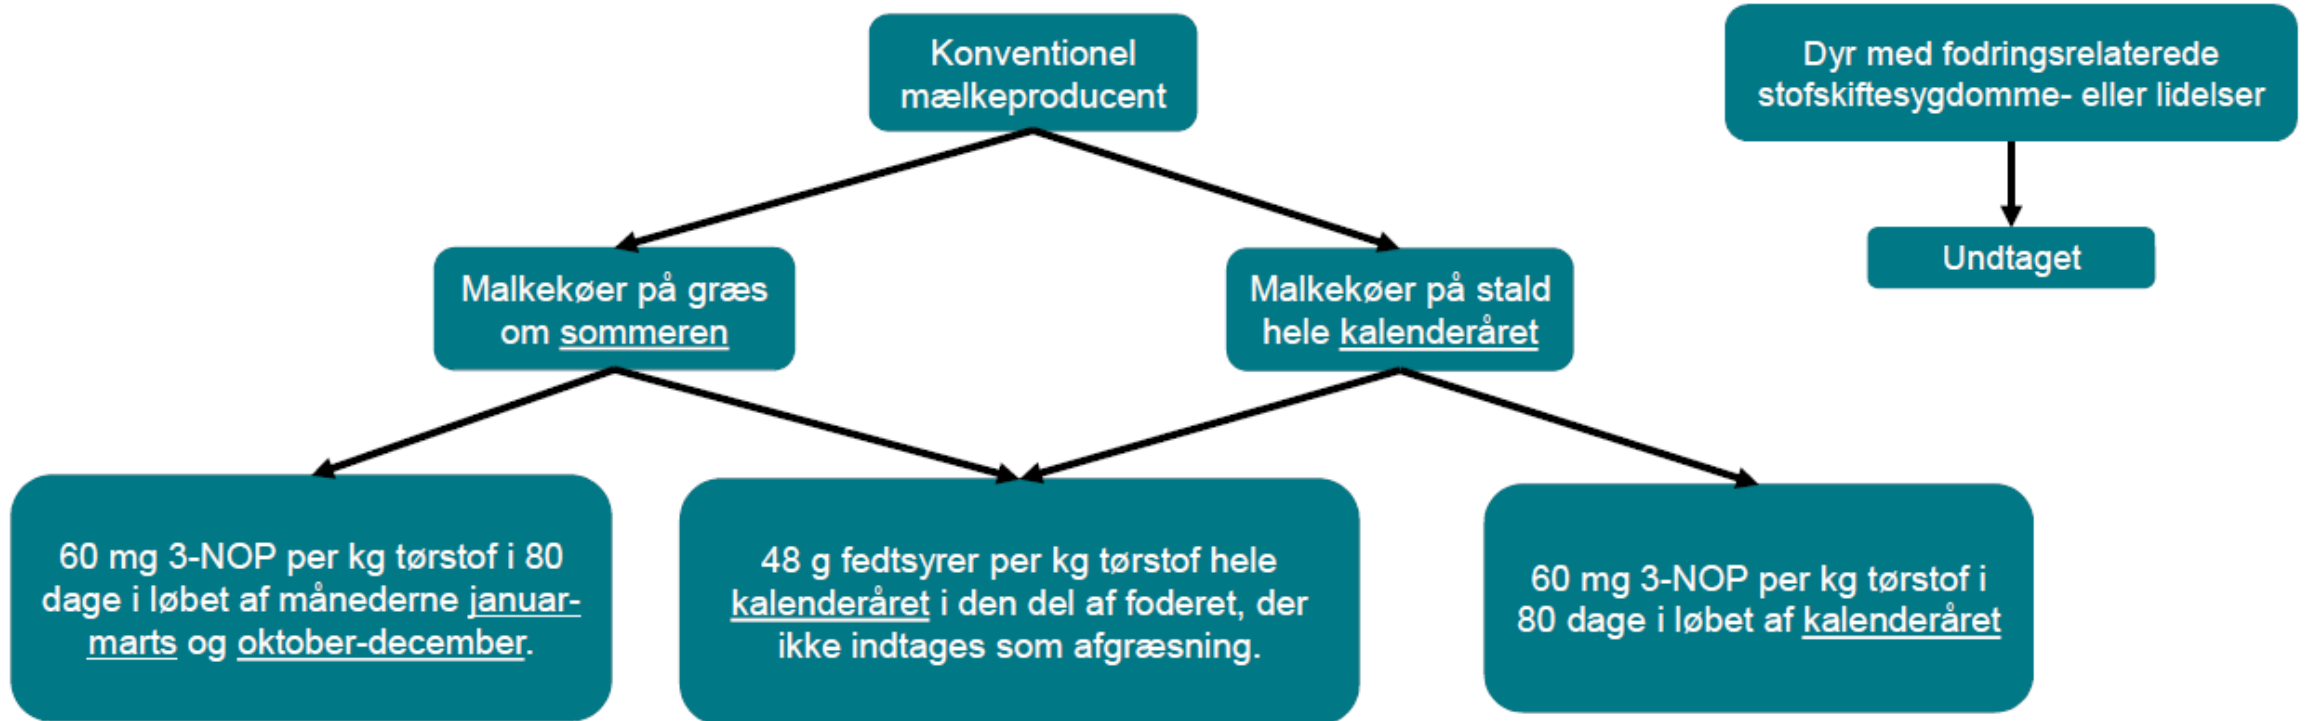 Konventionel
mælkeproducent
Dyr med fodringsrelaterede
stofskiftesygdomme- eller lidelser
Undtaget
Malkekøer på græs
om sommeren
Malkekøer på stald
hele kalenderåret
60 mg 3-NOP per kg tørstof i 80
dage i løbet af månederne januar-
marts og oktober-december.
48 g fedtsyrer per kg tørstof hele
kalenderåret i den del af foderet, der
ikke indtages som afgræsning.
60 mg 3-NOP per kg tørstof i
80 dage i løbet af kalenderåret